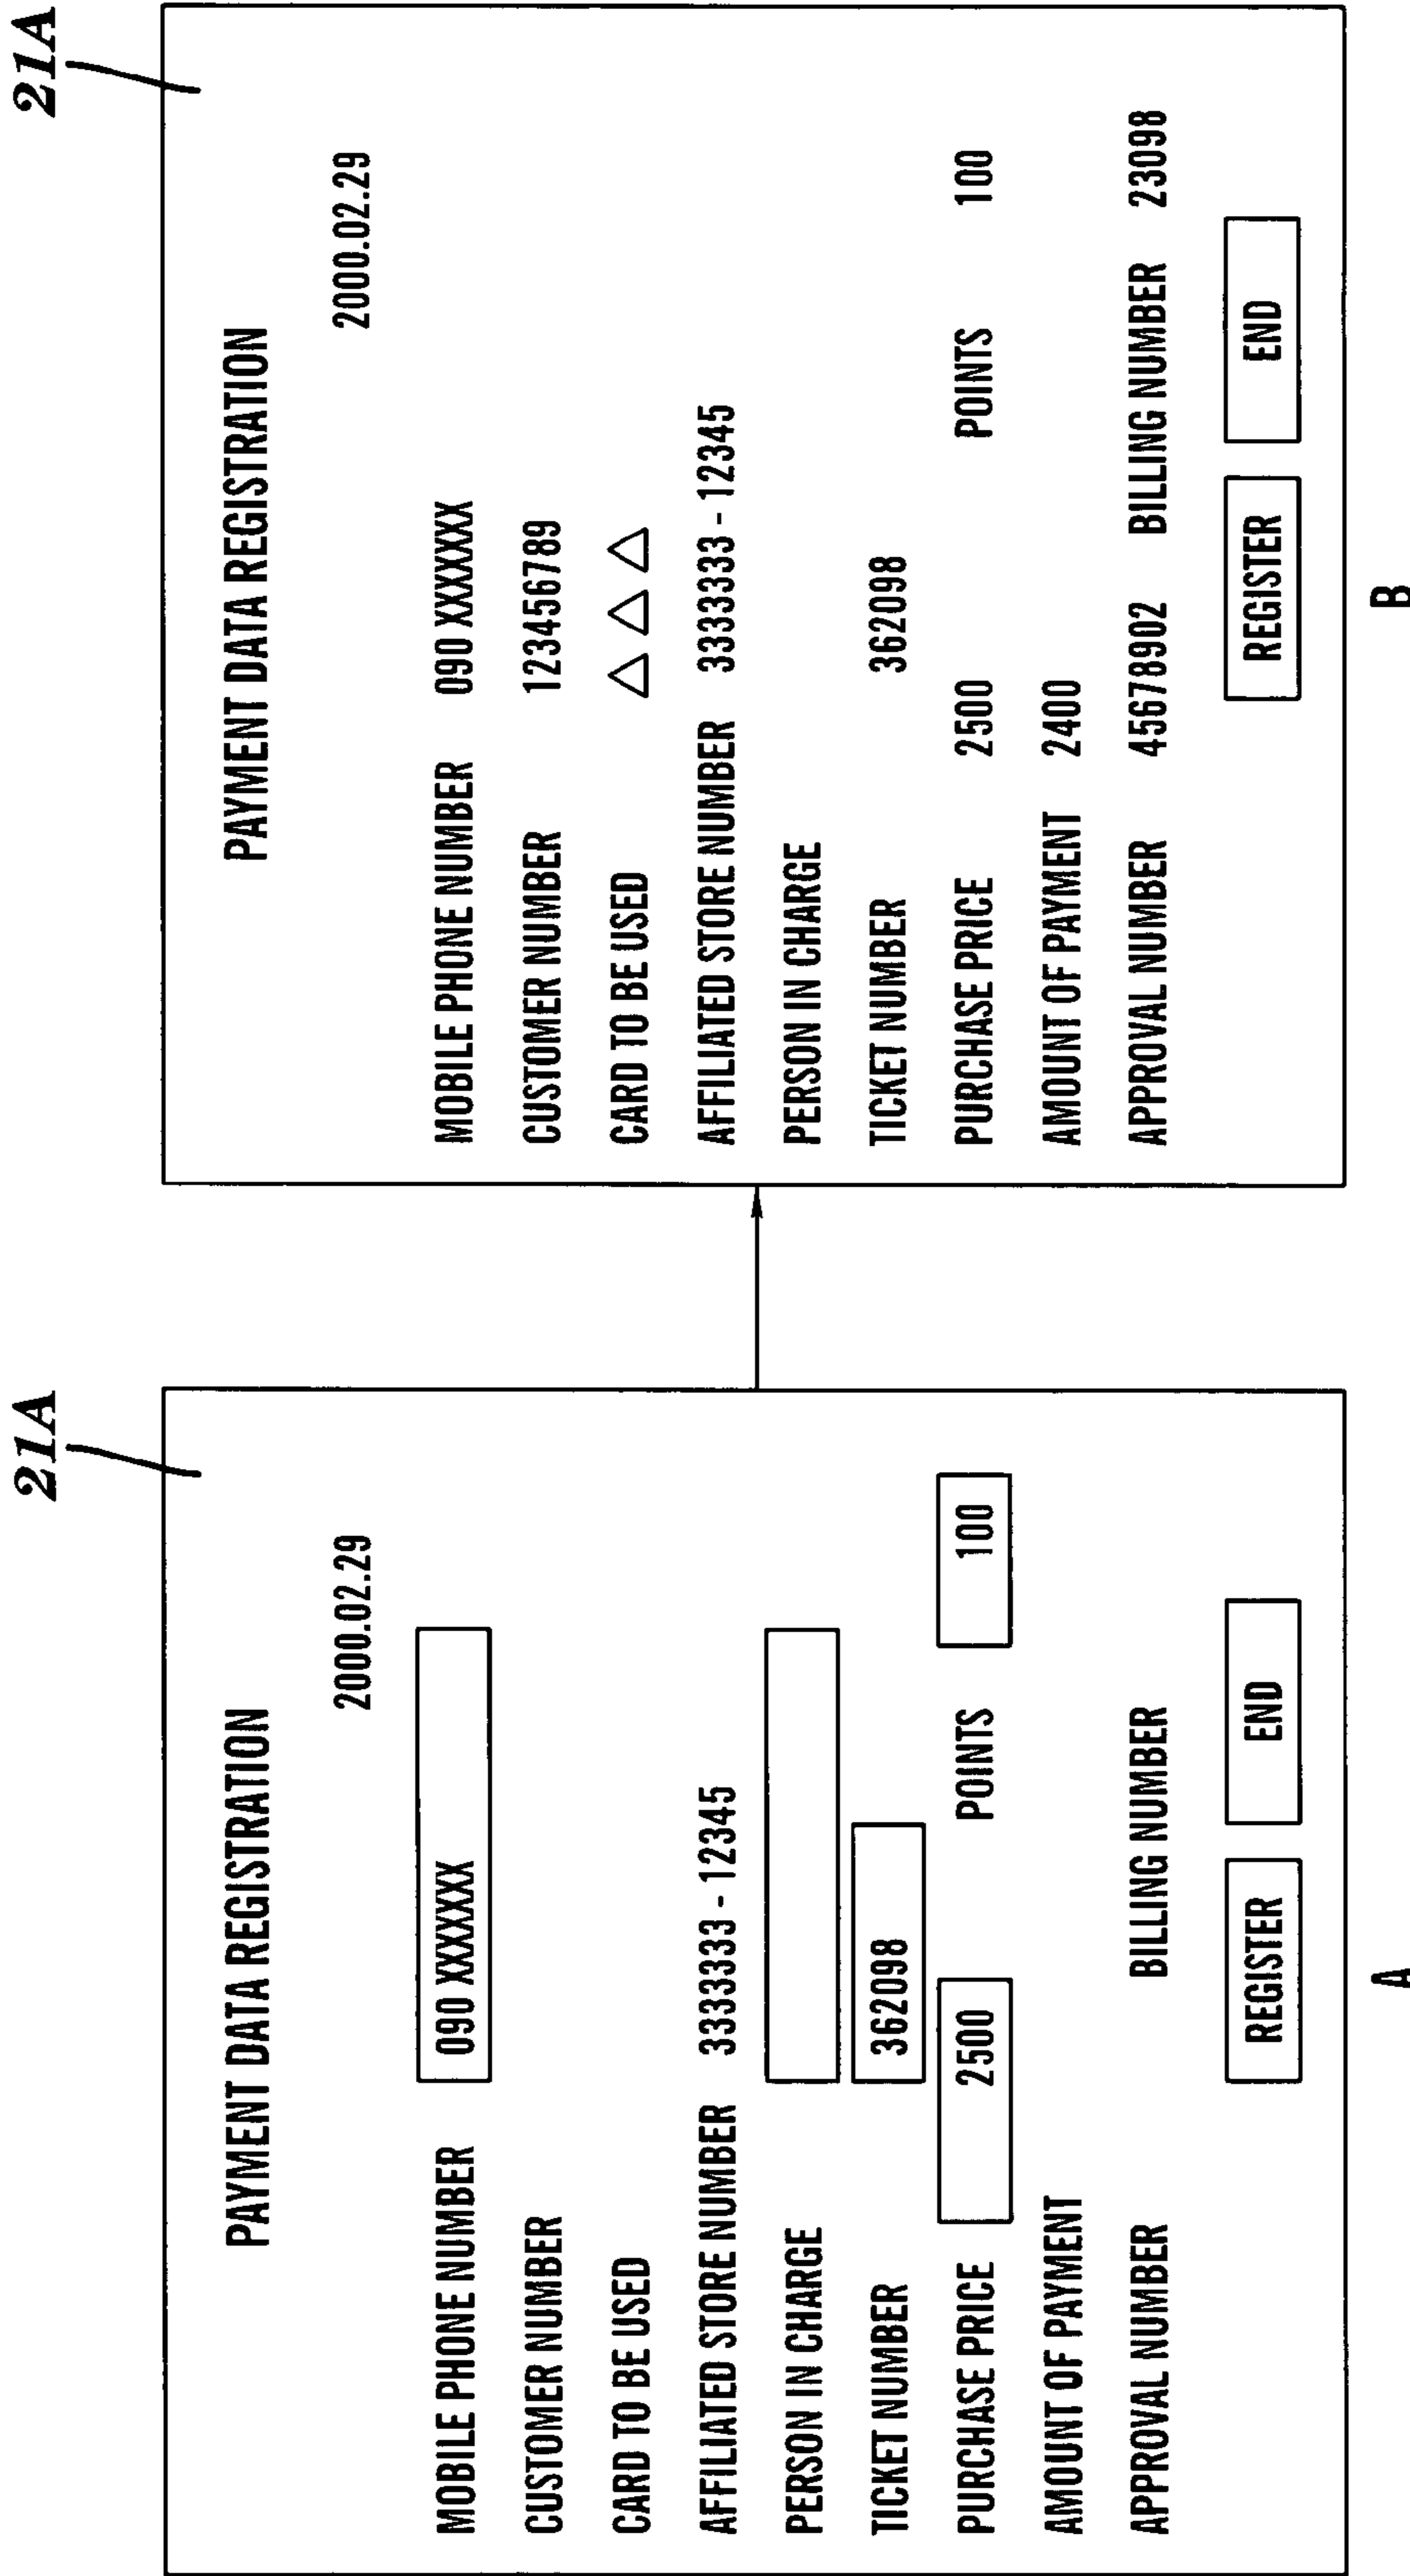 21A
PAYMENT DATA REGISTRATION
2000.02.29
MOBILE PHONE NUMBER 090 XXXXXX
CUSTOMER NUMBER
CARD TO BE USED
AFFILIATED STORE NUMBER 3333333 - 12345
PERSON IN CHARGE
TICKET NUMBER 362098
PURCHASE PRICE 2500 POINTS 100
AMOUNT OF PAYMENT
APPROVAL NUMBER BILLING NUMBER
REGISTER END
A
21A
PAYMENT DATA REGISTRATION
2000.02.29
MOBILE PHONE NUMBER 090 XXXXXX
CUSTOMER NUMBER 123456789
CARD TO BE USED △ △ △
AFFILIATED STORE NUMBER 3333333 - 12345
PERSON IN CHARGE
TICKET NUMBER 362098
PURCHASE PRICE 2500 POINTS 100
AMOUNT OF PAYMENT 2400
APPROVAL NUMBER 45678902 BILLING NUMBER 23098
REGISTER END
B